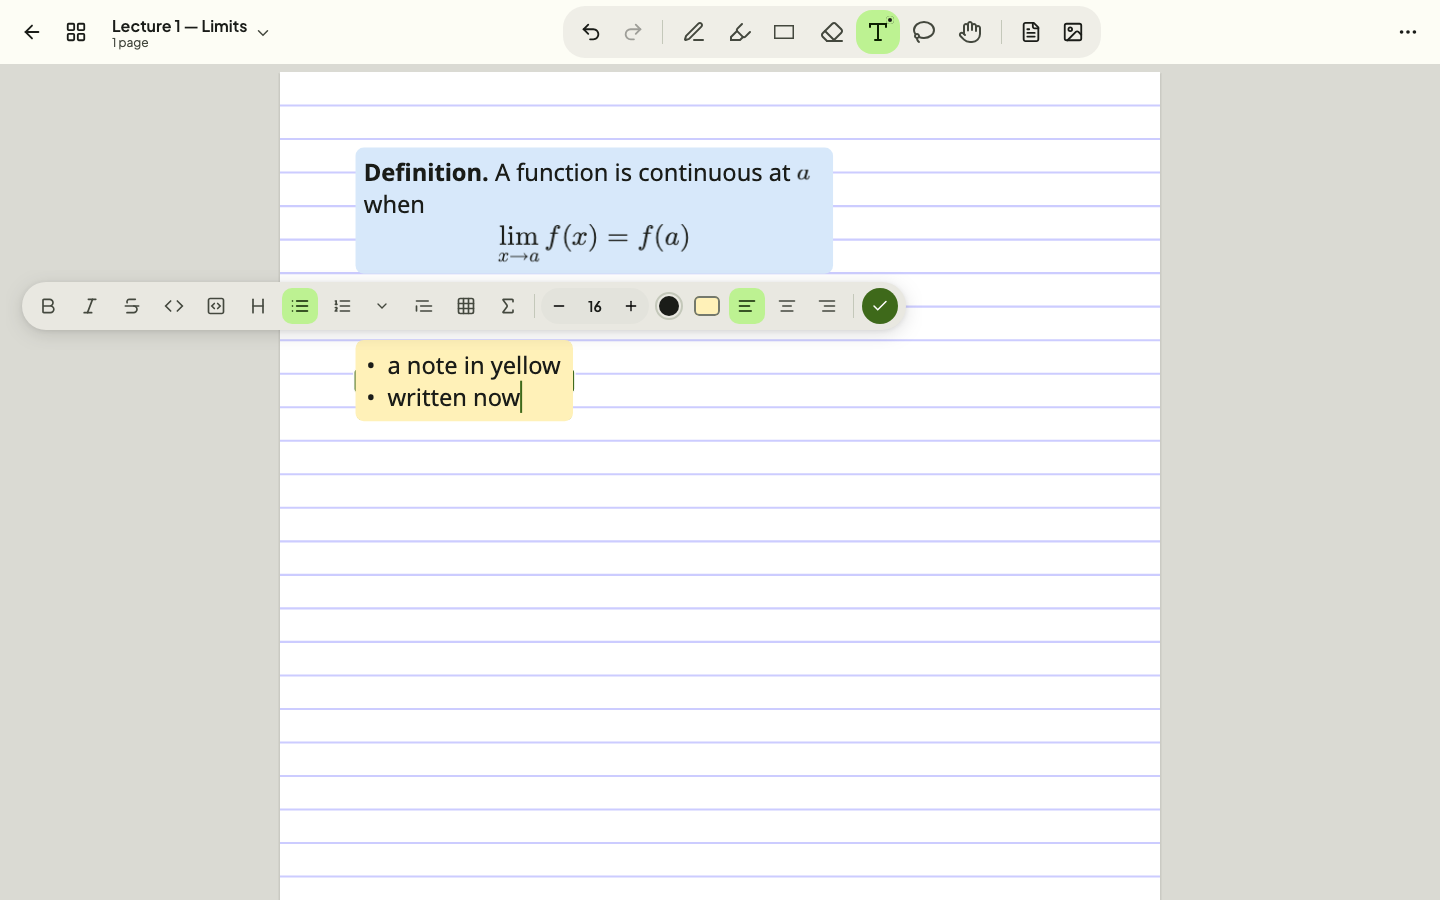 Lecture 1 — Limits
1 page
Definition. A function is continuous at a
when
lim x→a f(x) = f(a)
16
• a note in yellow
• written now